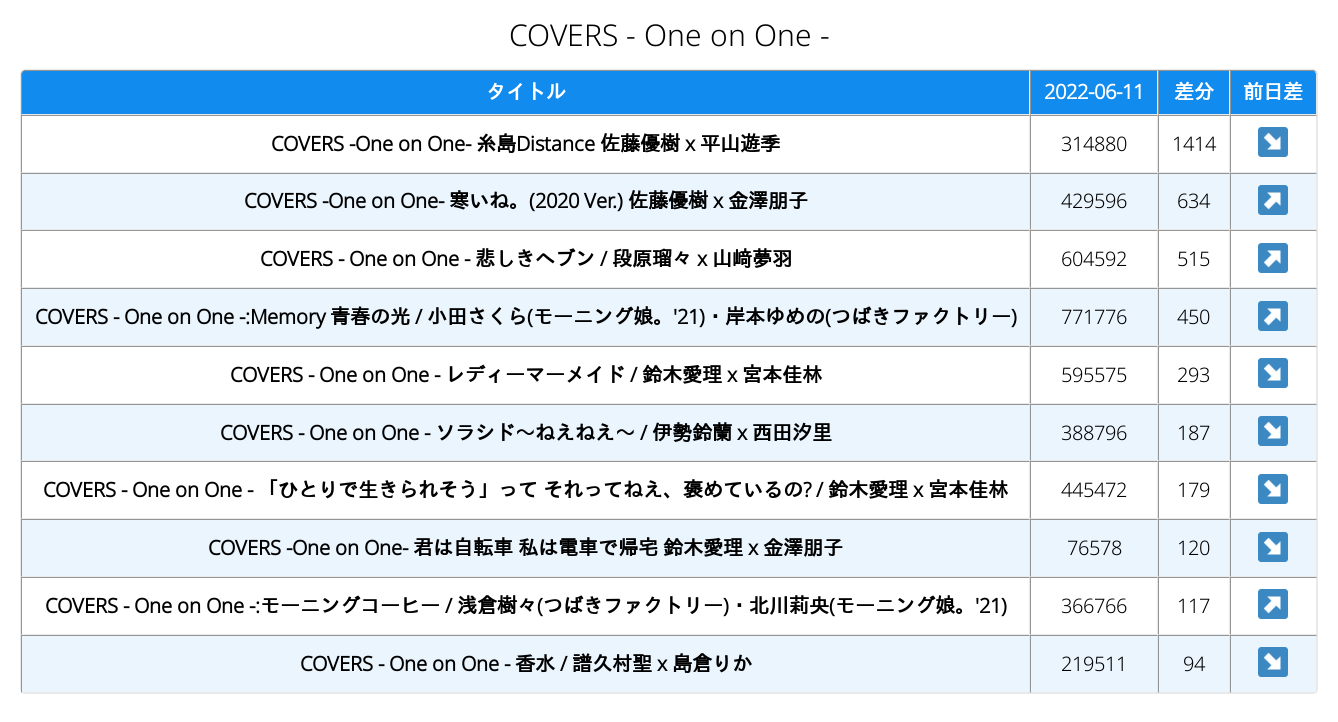 COVERS - One on One -
タイトル 2022-06-11 差分 前日差
COVERS -One on One- 糸島Distance 佐藤優樹 x 平山遊季 314880 1414 ↘
COVERS -One on One- 寒いね。(2020 Ver.) 佐藤優樹 x 金澤朋子 429596 634 ↗
COVERS - One on One - 悲しきヘブン / 段原瑠々 x 山﨑夢羽 604592 515 ↗
COVERS - One on One -:Memory 青春の光 / 小田さくら(モーニング娘。'21)・岸本ゆめの(つばきファクトリー) 771776 450 ↗
COVERS - One on One - レディーマーメイド / 鈴木愛理 x 宮本佳林 595575 293 ↘
COVERS - One on One - ソラシド〜ねえねえ〜 / 伊勢鈴蘭 x 西田汐里 388796 187 ↘
COVERS - One on One - 「ひとりで生きられそう」って それってねえ、褒めているの? / 鈴木愛理 x 宮本佳林 445472 179 ↘
COVERS -One on One- 君は自転車 私は電車で帰宅 鈴木愛理 x 金澤朋子 76578 120 ↘
COVERS - One on One -:モーニングコーヒー / 浅倉樹々(つばきファクトリー)・北川莉央(モーニング娘。'21) 366766 117 ↗
COVERS - One on One - 香水 / 譜久村聖 x 島倉りか 219511 94 ↘